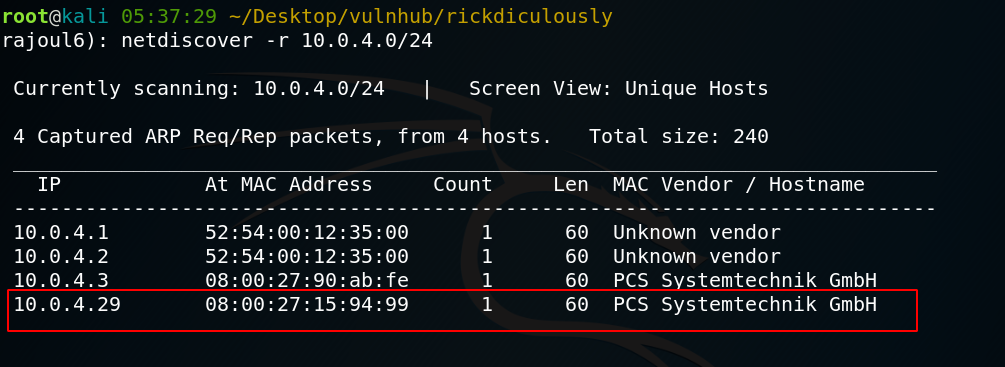 root@kali 05:37:29 ~/Desktop/vulnhub/rickdiculously
rajoul6): netdiscover -r 10.0.4.0/24
Currently scanning: 10.0.4.0/24   |   Screen View: Unique Hosts
4 Captured ARP Req/Rep packets, from 4 hosts.   Total size: 240
_____________________________________________________________________________
IP            At MAC Address     Count     Len  MAC Vendor / Hostname
-----------------------------------------------------------------------------
10.0.4.1        52:54:00:12:35:00      1      60  Unknown vendor
10.0.4.2        52:54:00:12:35:00      1      60  Unknown vendor
10.0.4.3        08:00:27:90:ab:fe      1      60  PCS Systemtechnik GmbH
10.0.4.29       08:00:27:15:94:99      1      60  PCS Systemtechnik GmbH